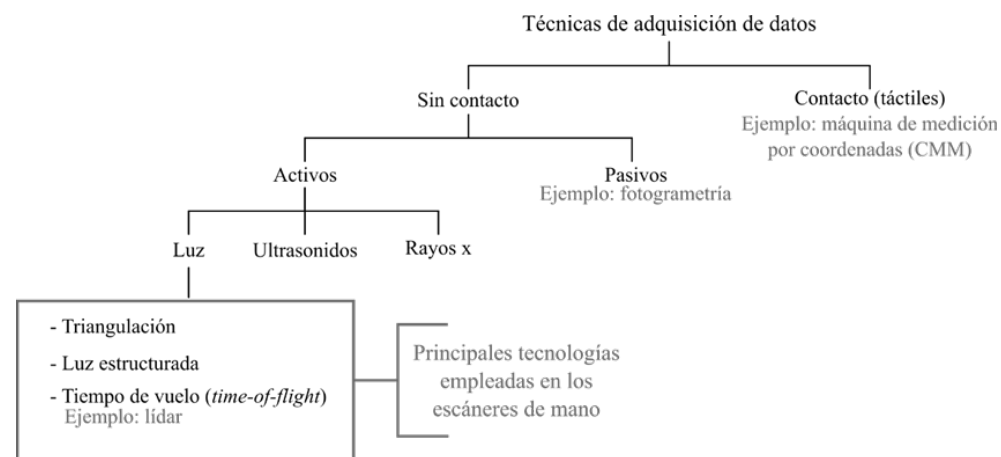 Técnicas de adquisición de datos
Sin contacto
Contacto (táctiles)
Ejemplo: máquina de medición
por coordenadas (CMM)
Activos
Pasivos
Ejemplo: fotogrametría
Luz
Ultrasonidos
Rayos x
- Triangulación
- Luz estructurada
- Tiempo de vuelo (time-of-flight)
Ejemplo: lídar
Principales tecnologías
empleadas en los
escáneres de mano